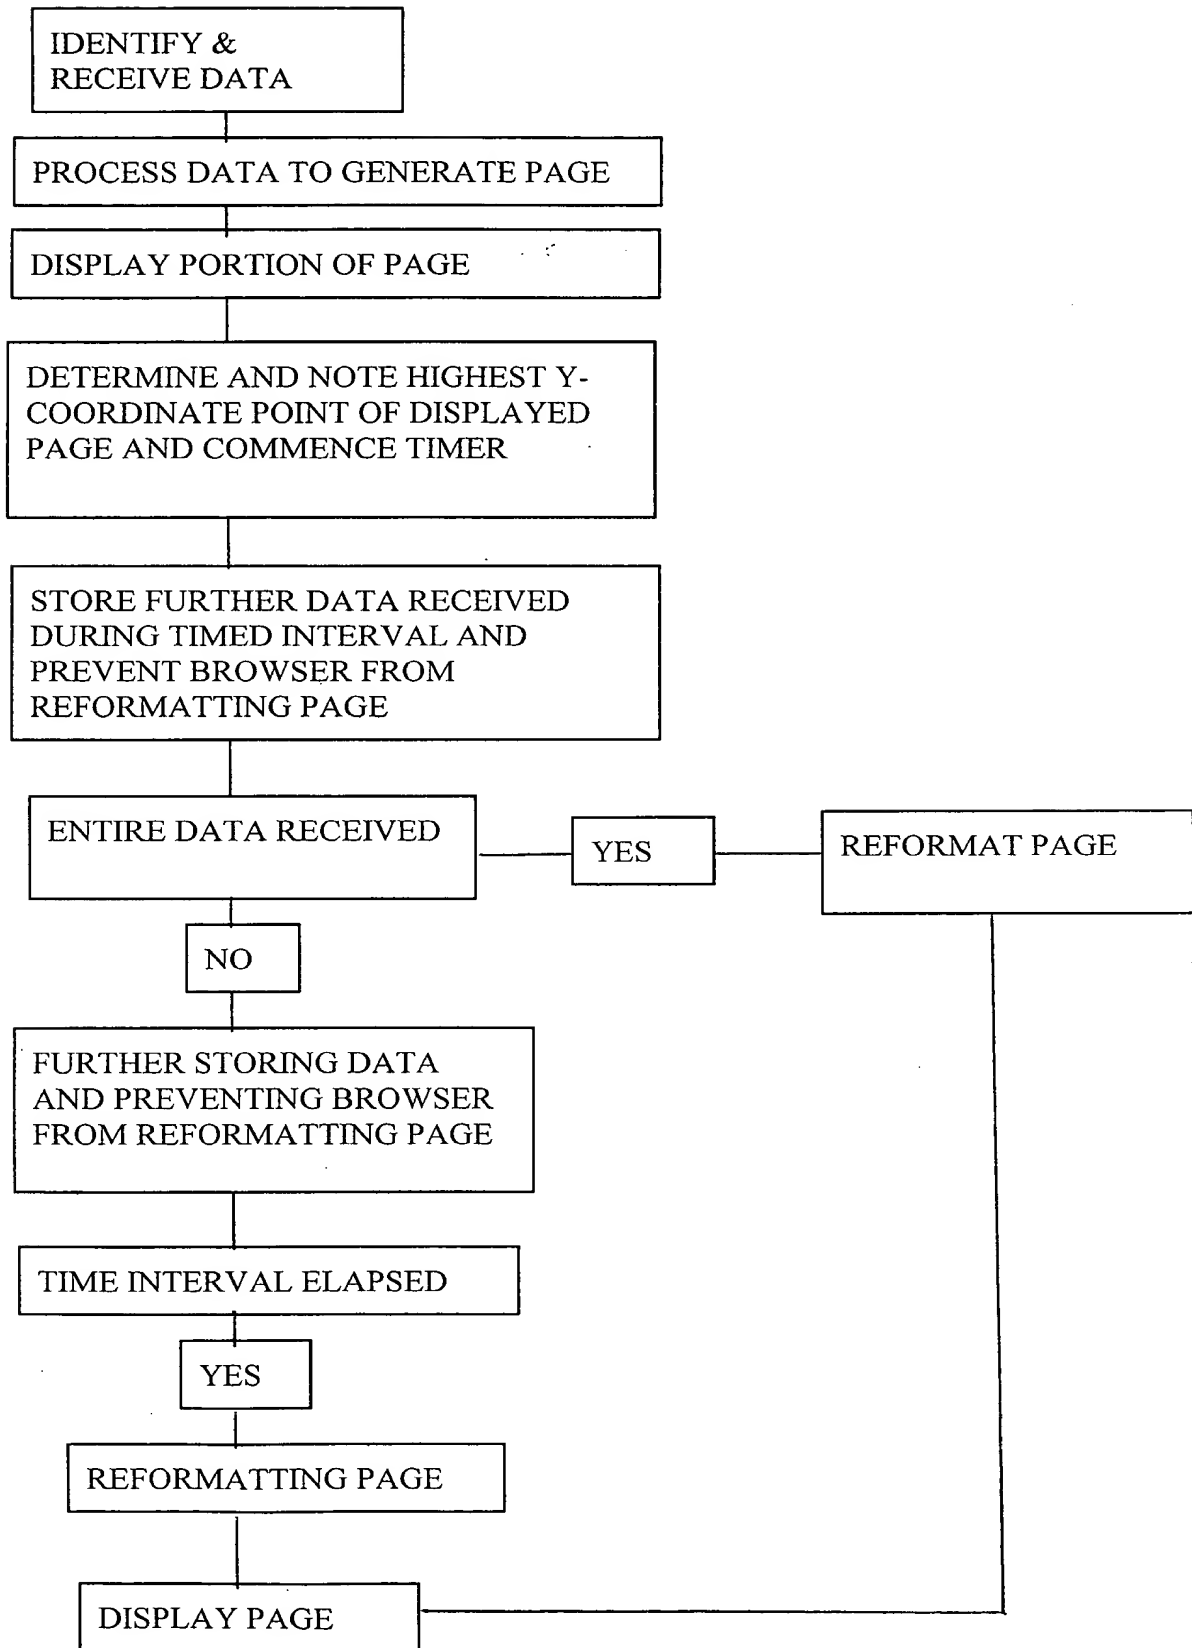 IDENTIFY &
RECEIVE DATA
PROCESS DATA TO GENERATE PAGE
DISPLAY PORTION OF PAGE
DETERMINE AND NOTE HIGHEST Y-
COORDINATE POINT OF DISPLAYED
PAGE AND COMMENCE TIMER
STORE FURTHER DATA RECEIVED
DURING TIMED INTERVAL AND
PREVENT BROWSER FROM
REFORMATTING PAGE
ENTIRE DATA RECEIVED
YES
REFORMAT PAGE
NO
FURTHER STORING DATA
AND PREVENTING BROWSER
FROM REFORMATTING PAGE
TIME INTERVAL ELAPSED
YES
REFORMATTING PAGE
DISPLAY PAGE